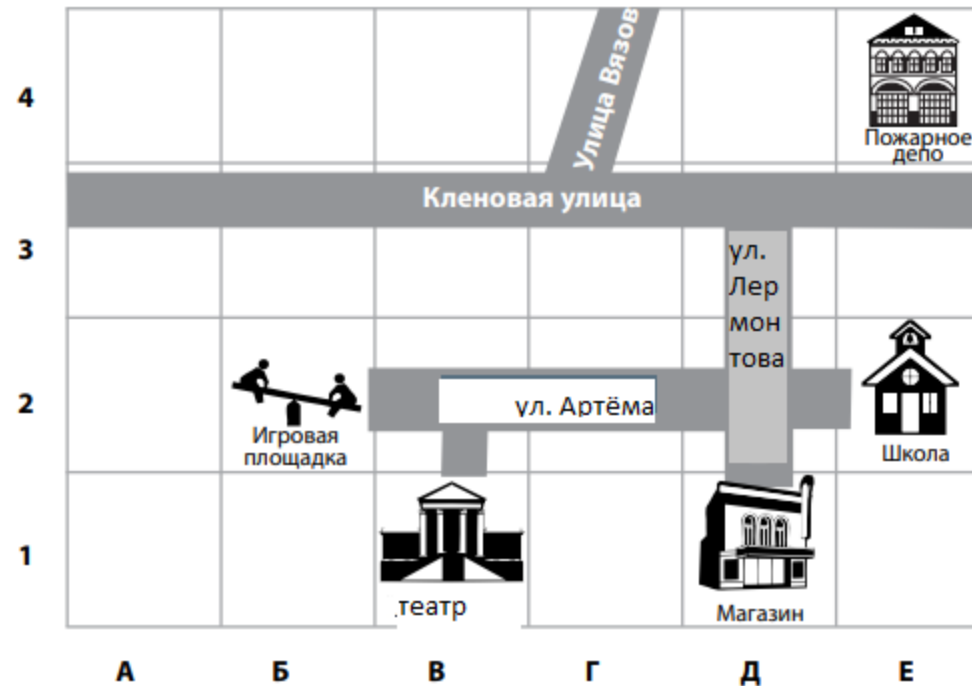 4
Улица Вязов
Пожарное
депо
Кленовая улица
3
ул.
Лер
мон
това
2
ул. Артёма
Игровая
площадка
Школа
1
.театр
Магазин
А Б В Г Д Е